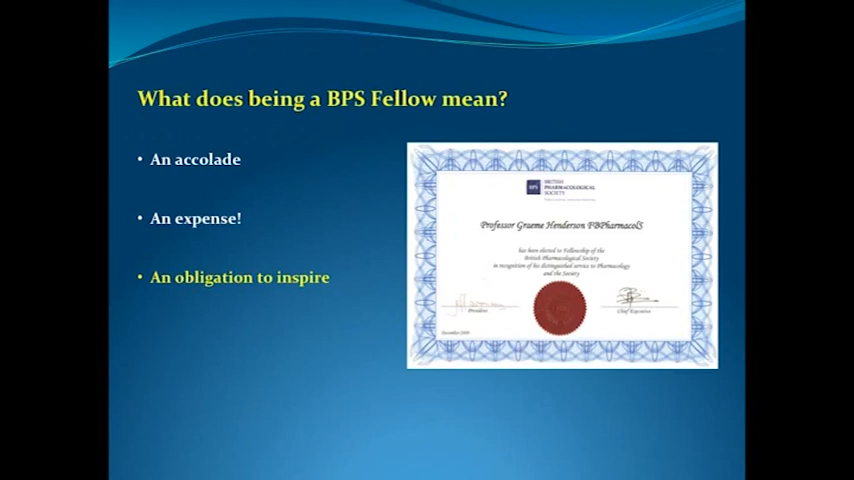 What does being a BPS Fellow mean?
• An accolade
• An expense!
• An obligation to inspire
BPS
BRITISH
PHARMACOLOGICAL
SOCIETY
Professor Graeme Henderson FBPharmacolS
has been elected to Fellowship of the
British Pharmacological Society
in recognition of his distinguished service to Pharmacology
and the Society
President
Chief Executive
December 2009